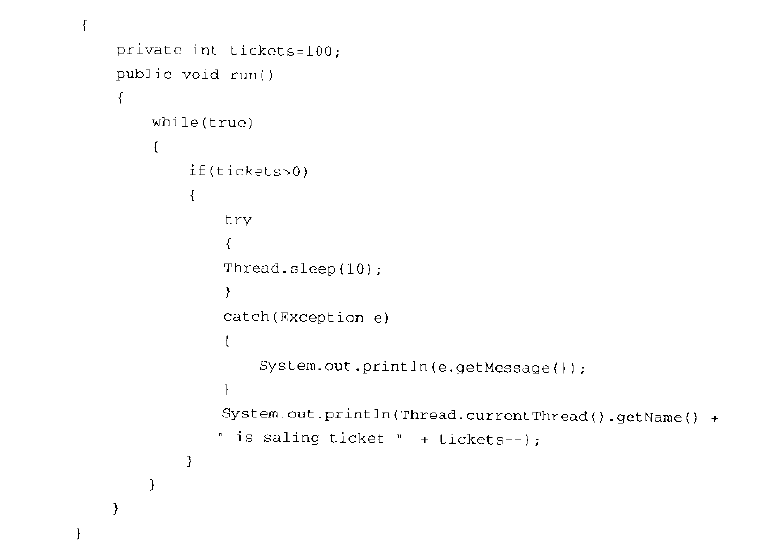 {
private int tickets=100;
public void run()
{
while(true)
{
if(tickets>0)
{
try
{
Thread.sleep(10);
}
catch(Exception e)
{
System.out.println(e.getMessage());
}
System.out.println(Thread.currentThread().getName() +
" is saling ticket " + tickets--);
}
}
}
}